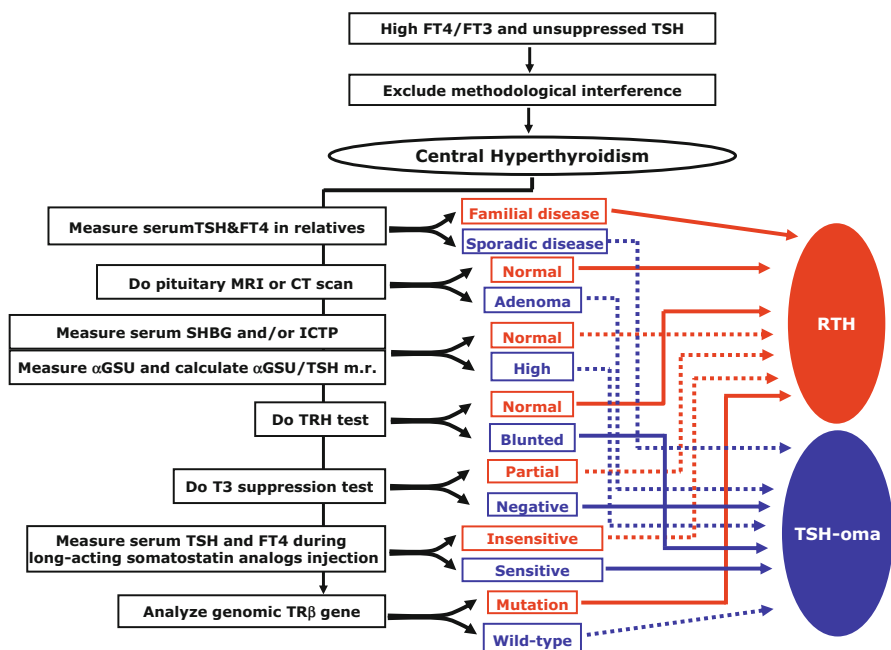 High FT4/FT3 and unsuppressed TSH
Exclude methodological interference
Central Hyperthyroidism
Measure serumTSH&FT4 in relatives
Familial disease
Sporadic disease
Do pituitary MRI or CT scan
Normal
Adenoma
Measure serum SHBG and/or ICTP
Measure αGSU and calculate αGSU/TSH m.r.
Normal
High
Do TRH test
Normal
Blunted
Do T3 suppression test
Partial
Negative
Measure serum TSH and FT4 during
long-acting somatostatin analogs injection
Insensitive
Sensitive
Analyze genomic TRβ gene
Mutation
Wild-type
RTH
TSH-oma